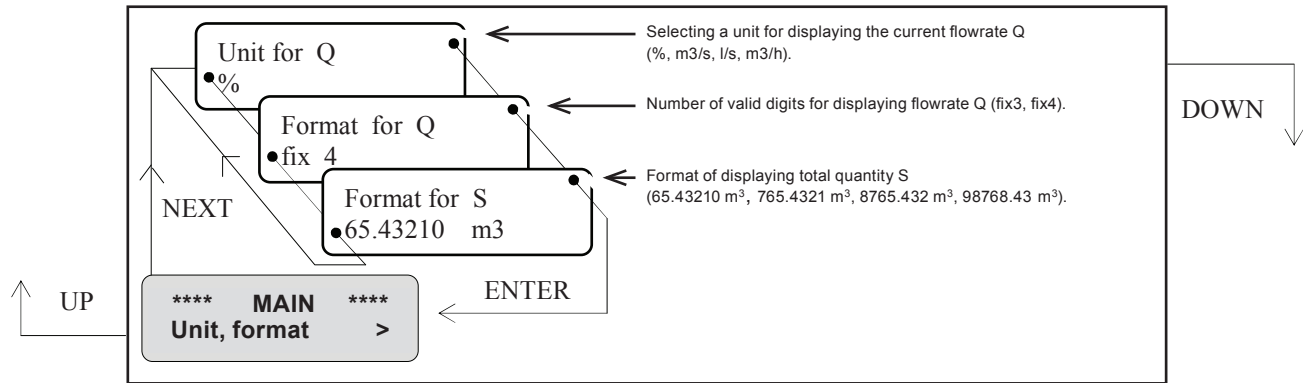 Unit for Q
%
Selecting a unit for displaying the current flowrate Q
(%, m3/s, l/s, m3/h).
Format for Q
fix 4
Number of valid digits for displaying flowrate Q (fix3, fix4).
Format for S
65.43210 m3
Format of displaying total quantity S
(65.43210 m³, 765.4321 m³, 8765.432 m³, 98768.43 m³).
DOWN
NEXT
UP
**** MAIN ****
Unit, format >
ENTER